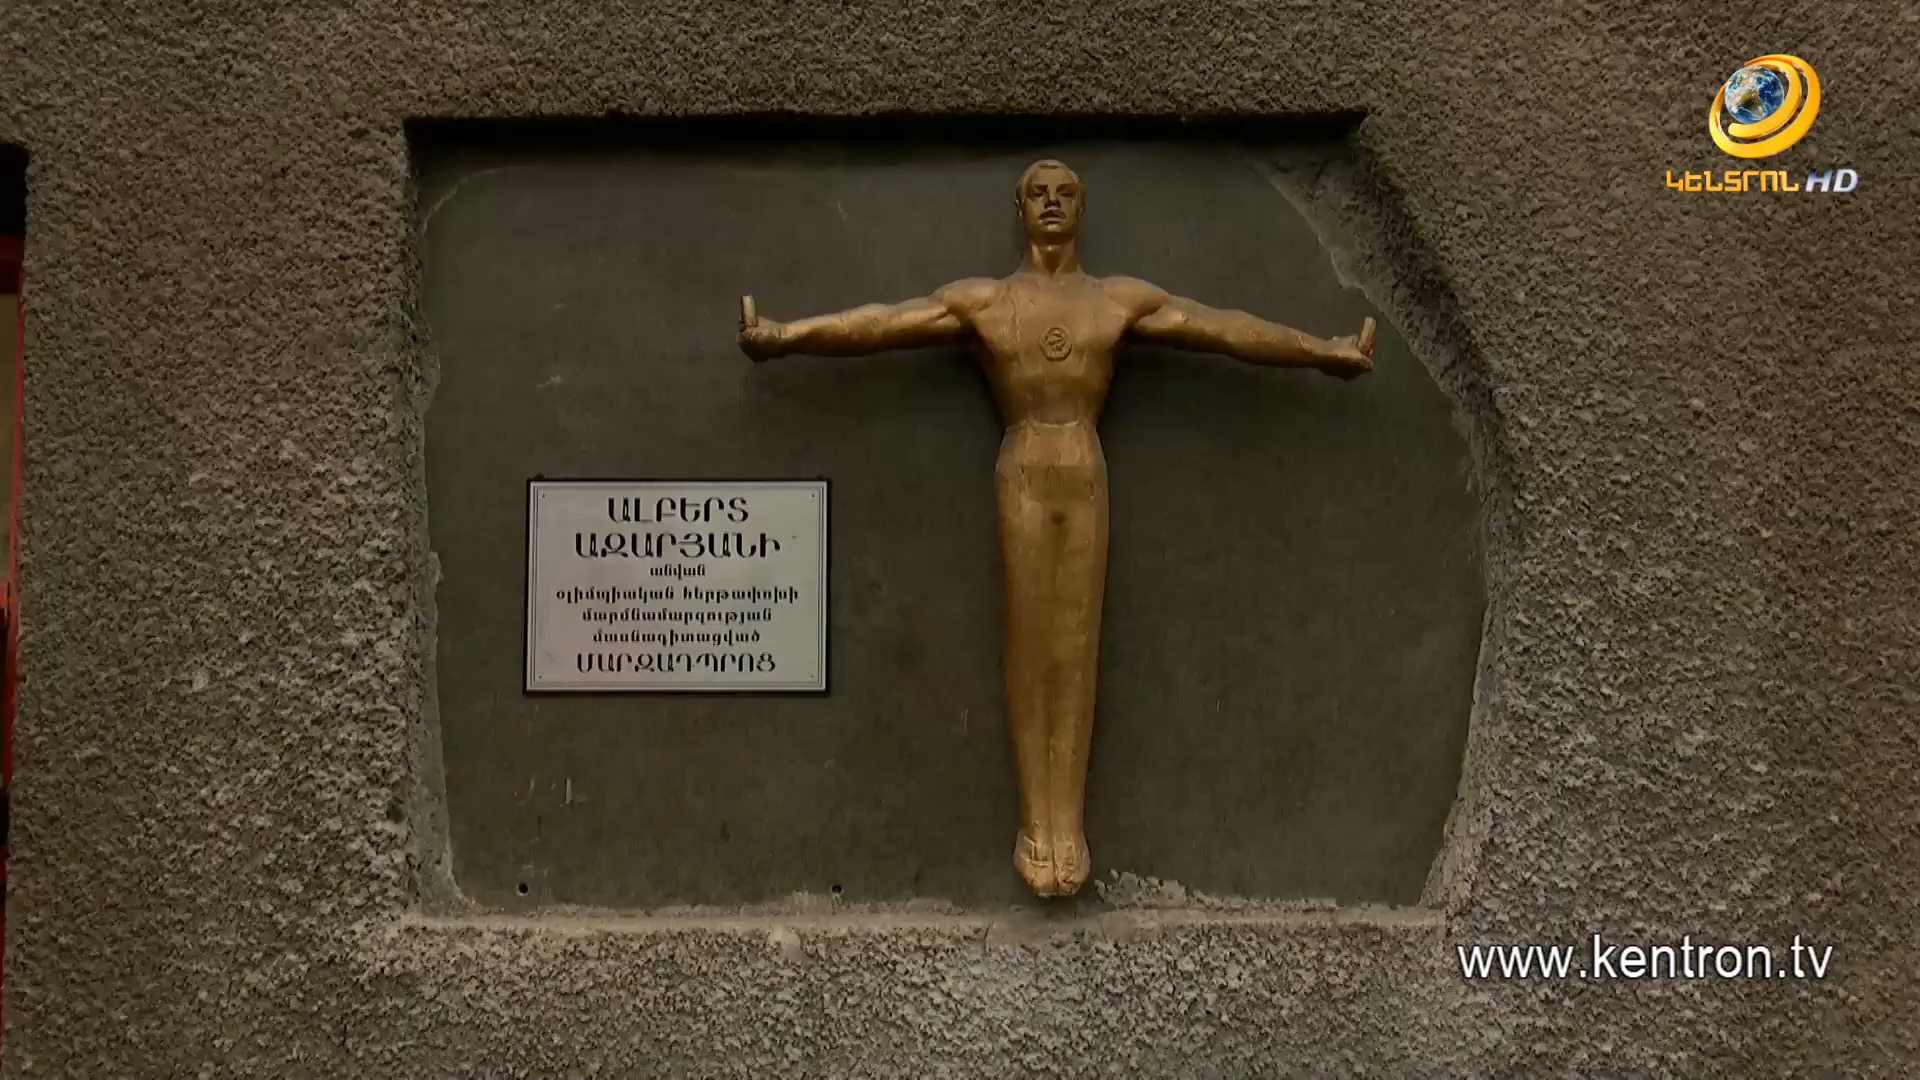 ԿԵՆՏՐՈՆ HD
ԱԼԲԵՐՏ
ԱԶԱՐՅԱՆԻ
անվան
օլիմպիական հերթափոխի
մարմնամարզության
մասնագիտացված
ՄԱՐԶԱԴՊՐՈՑ
www.kentron.tv